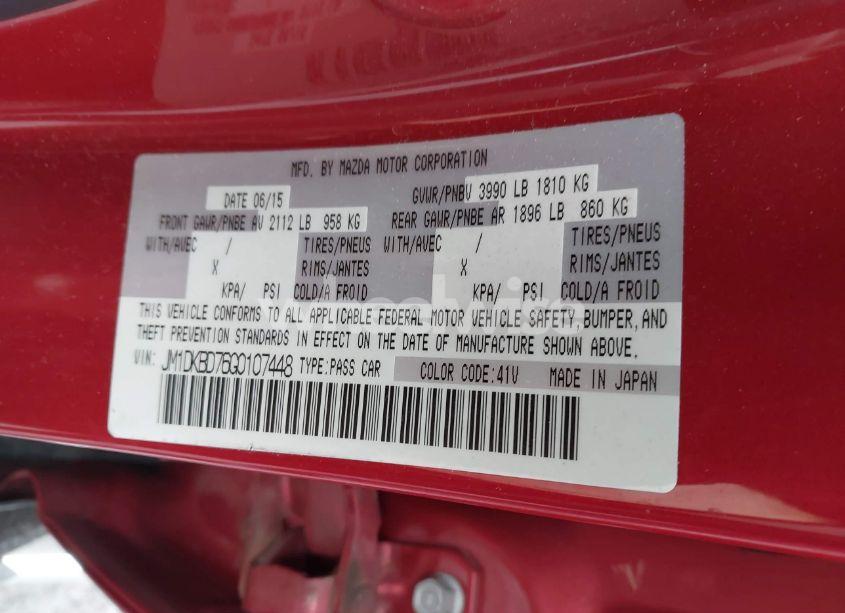 MFD. BY MAZDA MOTOR CORPORATION
DATE 06/15 GVWR/PNBV 3990 LB 1810 KG
FRONT GAWR/PNBE AV 2112 LB 958 KG REAR GAWR/PNBE AR 1896 LB 860 KG
WITH/AVEC / TIRES/PNEUS WITH/AVEC / TIRES/PNEUS
X RIMS/JANTES X RIMS/JANTES
KPA/ PSI COLD/A FROID KPA/ PSI COLD/A FROID
THIS VEHICLE CONFORMS TO ALL APPLICABLE FEDERAL MOTOR VEHICLE SAFETY, BUMPER, AND
THEFT PREVENTION STANDARDS IN EFFECT ON THE DATE OF MANUFACTURE SHOWN ABOVE.
VIN: JM1DKBD76G0107448 TYPE:PASS CAR COLOR CODE:41V MADE IN JAPAN